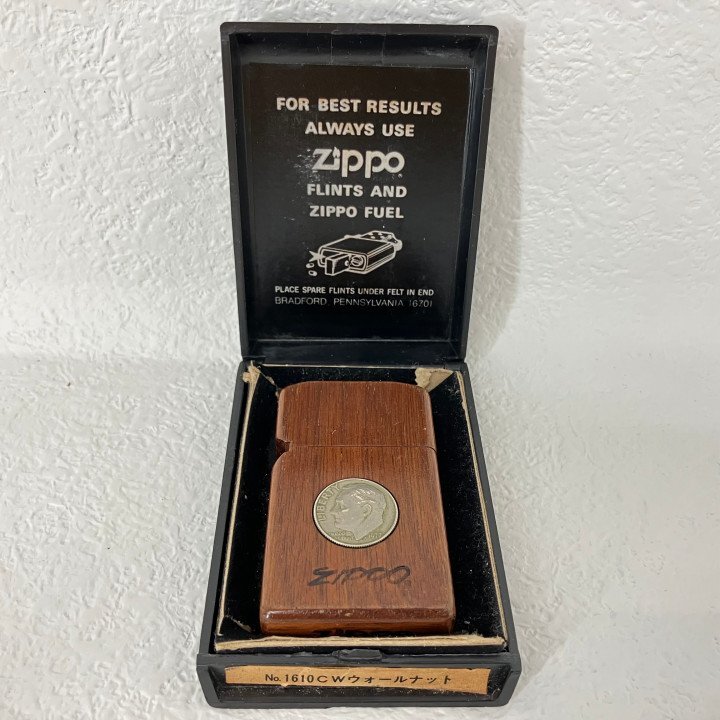 FOR BEST RESULTS
ALWAYS USE
Zippo®
FLINTS AND
ZIPPO FUEL
PLACE SPARE FLINTS UNDER FELT IN END
BRADFORD, PENNSYLVANIA 16701
ZIPPO
No.1610CWウォールナット